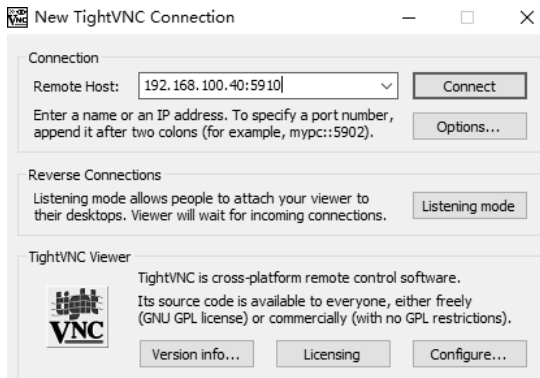 New TightVNC Connection
Connection
Remote Host: 192.168.100.40:5910
Connect
Enter a name or an IP address. To specify a port number,
append it after two colons (for example, mypc::5902).
Options...
Reverse Connections
Listening mode allows people to attach your viewer to
their desktops. Viewer will wait for incoming connections.
Listening mode
TightVNC Viewer
tight
VNC
TightVNC is cross-platform remote control software.
Its source code is available to everyone, either freely
(GNU GPL license) or commercially (with no GPL restrictions).
Version info...
Licensing
Configure...